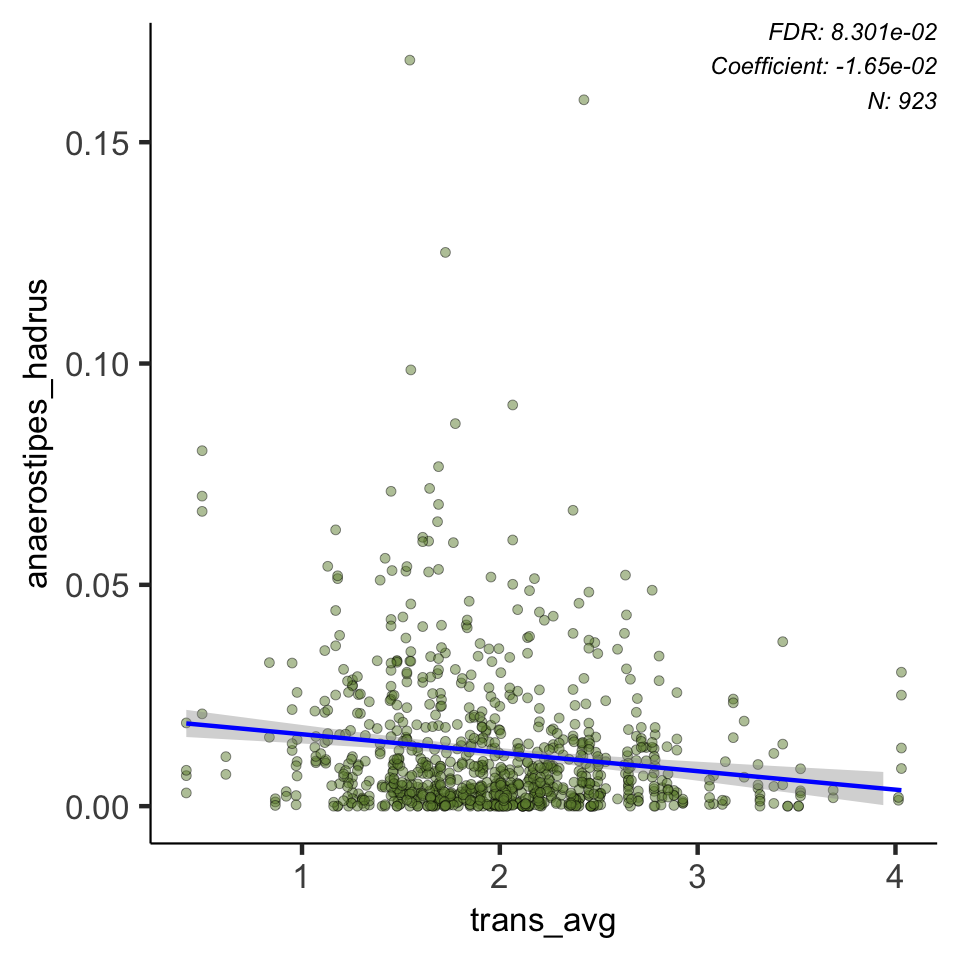 FDR: 8.301e-02
Coefficient: -1.65e-02
N: 923
0.15
0.10
0.05
0.00
anaerostipes_hadrus
1 2 3 4
trans_avg